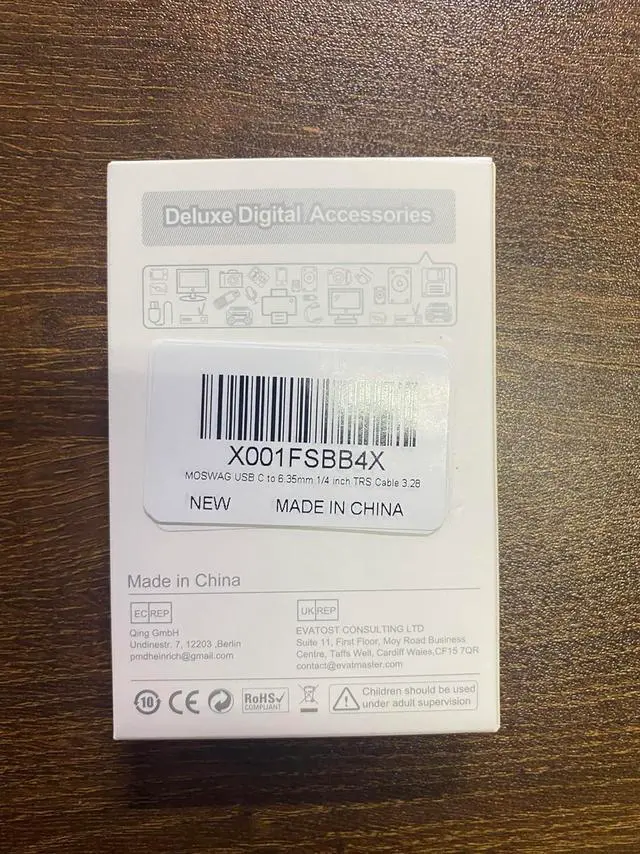 Deluxe Digital Accessories
X001FSBB4X
MOSWAG USB C to 6.35mm 1/4 inch TRS Cable 3.28
NEW MADE IN CHINA
Made in China
EC REP
Qing GmbH
Undinestr. 7, 12203 ,Berlin
pmdheinrich@gmail.com
UK REP
EVATOST CONSULTING LTD
Suite 11, First Floor, Moy Road Business
Centre, Taffs Well, Cardiff Wales,CF15 7QR
contact@evatmaster.com
10
CE
RoHS
COMPLIANT
Children should be used
under adult supervision